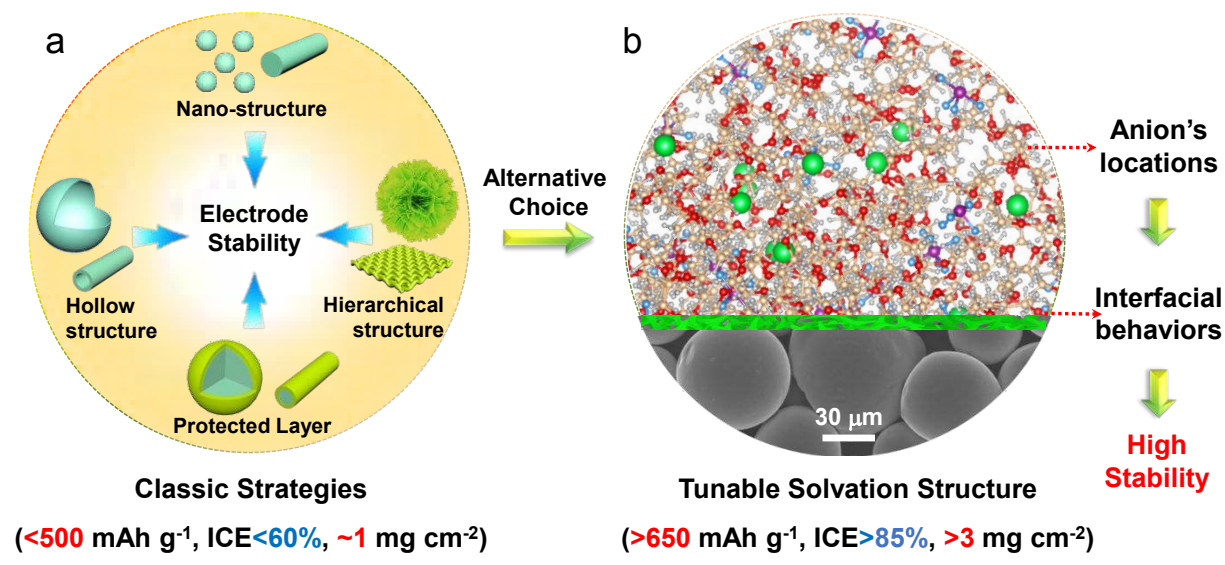 a
Nano-structure
Electrode
Stability
Hollow
structure
Hierarchical
structure
Protected Layer
Classic Strategies
(<500 mAh g⁻¹, ICE<60%, ~1 mg cm⁻²)
Alternative
Choice
b
30 μm
Anion's
locations
Interfacial
behaviors
High
Stability
Tunable Solvation Structure
(>650 mAh g⁻¹, ICE>85%, >3 mg cm⁻²)